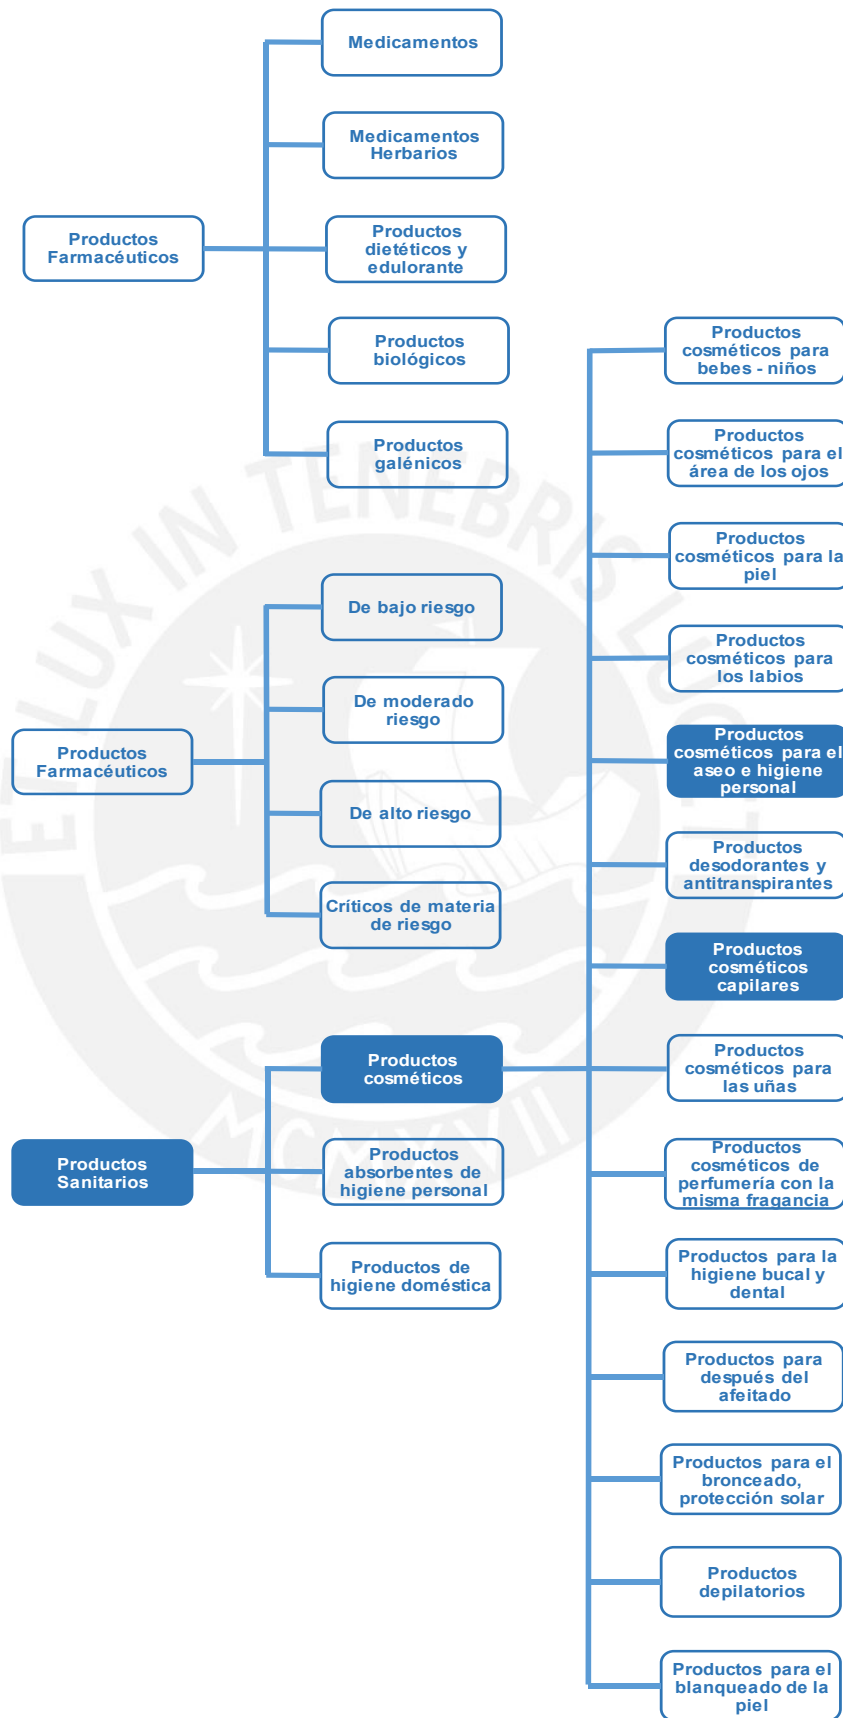 Medicamentos
Medicamentos
Herbarios
Productos
Farmacéuticos
Productos
dietéticos y
edulorante
Productos
biológicos
Productos
galénicos
De bajo riesgo
De moderado
riesgo
Productos
Farmacéuticos
De alto riesgo
Críticos de materia
de riesgo
Productos
cosméticos
Productos
Sanitarios
Productos
absorbentes de
higiene personal
Productos de
higiene doméstica
Productos
cosméticos para
bebes - niños
Productos
cosméticos para el
área de los ojos
Productos
cosméticos para la
piel
Productos
cosméticos para
los labios
Productos
cosméticos para el
aseo e higiene
personal
Productos
desodorantes y
antitranspirantes
Productos
cosméticos
capilares
Productos
cosméticos para
las uñas
Productos
cosméticos de
perfumería con la
misma fragancia
Productos para la
higiene bucal y
dental
Productos para
después del
afeitado
Productos para el
bronceado,
protección solar
Productos
depilatorios
Productos para el
blanqueado de la
piel
ET LUX IN TENEBRIS LUCET
MCMXVII